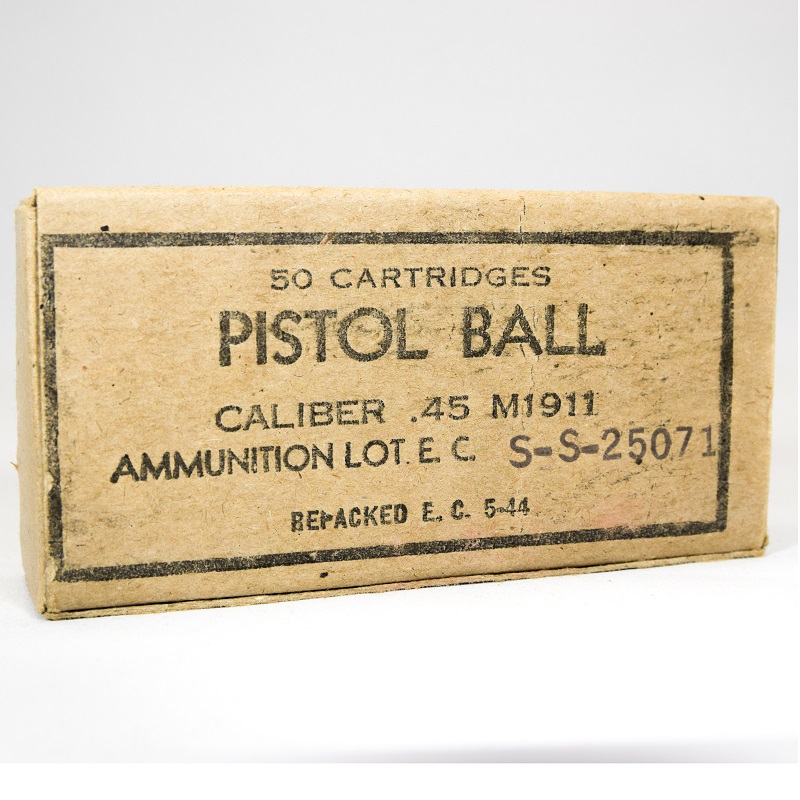 50 CARTRIDGES
PISTOL BALL
CALIBER .45 M1911
AMMUNITION LOT. E. C. S-S-25071
REPACKED E. C. 5-44